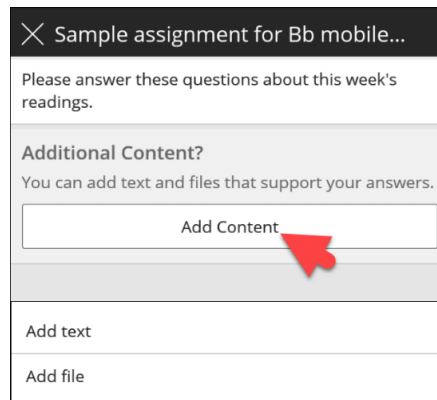 Sample assignment for Bb mobile...
Please answer these questions about this week's
readings.
Additional Content?
You can add text and files that support your answers.
Add Content
Add text
Add file